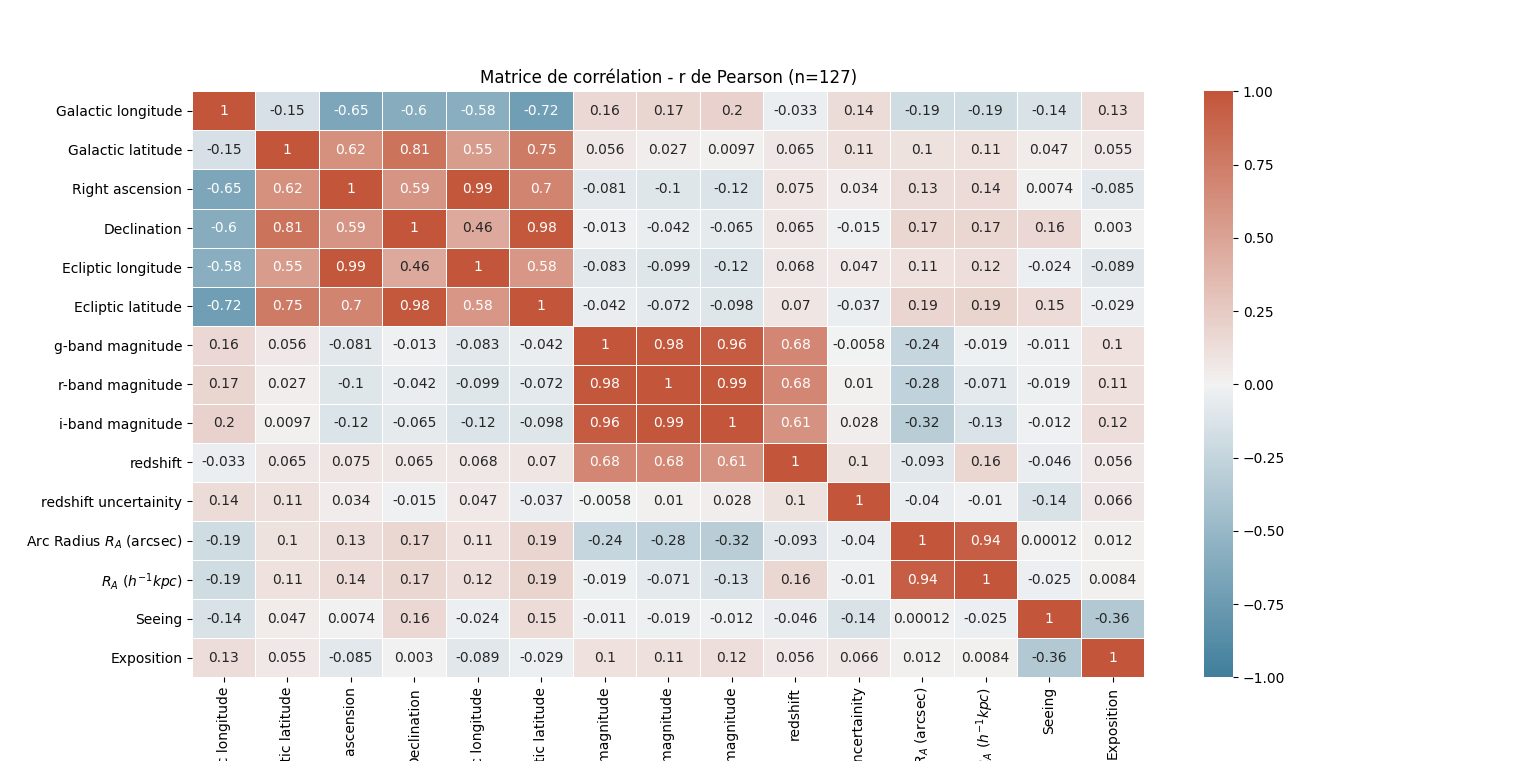 Matrice de corrélation - r de Pearson (n=127)
Galactic longitude 1 -0.15 -0.65 -0.6 -0.58 -0.72 0.16 0.17 0.2 -0.033 0.14 -0.19 -0.19 -0.14 0.13
Galactic latitude -0.15 1 0.62 0.81 0.55 0.75 0.056 0.027 0.0097 0.065 0.11 0.1 0.11 0.047 0.055
Right ascension -0.65 0.62 1 0.59 0.99 0.7 -0.081 -0.1 -0.12 0.075 0.034 0.13 0.14 0.0074 -0.085
Declination -0.6 0.81 0.59 1 0.46 0.98 -0.013 -0.042 -0.065 0.065 -0.015 0.17 0.17 0.16 0.003
Ecliptic longitude -0.58 0.55 0.99 0.46 1 0.58 -0.083 -0.099 -0.12 0.068 0.047 0.11 0.12 -0.024 -0.089
Ecliptic latitude -0.72 0.75 0.7 0.98 0.58 1 -0.042 -0.072 -0.098 0.07 -0.037 0.19 0.19 0.15 -0.029
g-band magnitude 0.16 0.056 -0.081 -0.013 -0.083 -0.042 1 0.98 0.96 0.68 -0.0058 -0.24 -0.019 -0.011 0.1
r-band magnitude 0.17 0.027 -0.1 -0.042 -0.099 -0.072 0.98 1 0.99 0.68 0.01 -0.28 -0.071 -0.019 0.11
i-band magnitude 0.2 0.0097 -0.12 -0.065 -0.12 -0.098 0.96 0.99 1 0.61 0.028 -0.32 -0.13 -0.012 0.12
redshift -0.033 0.065 0.075 0.065 0.068 0.07 0.68 0.68 0.61 1 0.1 -0.093 0.16 -0.046 0.056
redshift uncertainity 0.14 0.11 0.034 -0.015 0.047 -0.037 -0.0058 0.01 0.028 0.1 1 -0.04 -0.01 -0.14 0.066
Arc Radius R_A (arcsec) -0.19 0.1 0.13 0.17 0.11 0.19 -0.24 -0.28 -0.32 -0.093 -0.04 1 0.94 0.00012 0.012
R_A (h⁻¹kpc) -0.19 0.11 0.14 0.17 0.12 0.19 -0.019 -0.071 -0.13 0.16 -0.01 0.94 1 -0.025 0.0084
Seeing -0.14 0.047 0.0074 0.16 -0.024 0.15 -0.011 -0.019 -0.012 -0.046 -0.14 0.00012 -0.025 1 -0.36
Exposition 0.13 0.055 -0.085 0.003 -0.089 -0.029 0.1 0.11 0.12 0.056 0.066 0.012 0.0084 -0.36 1
longitude
latitude
ascension
Declination
longitude
latitude
magnitude
magnitude
magnitude
redshift
R_A (arcsec)
R_A (h⁻¹kpc)
Seeing
Exposition
1.00
0.75
0.50
0.25
0.00
−0.25
−0.50
−0.75
−1.00